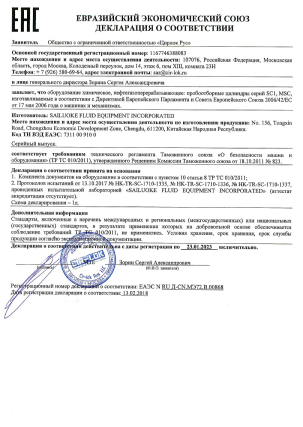 EAC
ЕВРАЗИЙСКИЙ ЭКОНОМИЧЕСКИЙ СОЮЗ
ДЕКЛАРАЦИЯ О СООТВЕТСТВИИ
Заявитель Общество с ограниченной ответственностью «Цирлок Рус»
Основной государственный регистрационный номер: 1167746388083
Место нахождения и адрес места осуществления деятельности: 107076, Российская Федерация, Московская
область, город Москва, Колодезный переулок, дом 14, этаж 6, пом XIII, комната 23Н
Телефон: + 7 (926) 580-69-64, адрес электронной почты: naz@cir-lok.ru
в лице генерального директора Зорина Сергея Александровича
заявляет, что оборудование химическое, нефтегазоперерабатывающее: пробоотборные цилиндры серий SC1, MSC,
изготавливаемые в соответствии с Директивой Европейского Парламента и Совета Европейского Союза 2006/42/EC
от 17 мая 2006 года о машинах и механизмах.
Изготовитель: SAILUOKE FLUID EQUIPMENT INCORPORATED
Место нахождения и адрес места осуществления деятельности по изготовлению продукции: No. 156, Tengxin
Road, Chongzhou Economic Development Zone, Chengdu, 611200, Китайская Народная Республика.
Код ТН ВЭД ЕАЭС: 7311 00 910 0
Серийный выпуск.
соответствует требованиям технического регламента Таможенного союза «О безопасности машин и
оборудования» (ТР ТС 010/2011), утвержденного Решением Комиссии Таможенного союза от 18.10.2011 № 823.
Декларация о соответствии принята на основании
1. Комплекта документов на оборудование в соответствии с пунктом 10 статьи 8 ТР ТС 010/2011;
2. Протоколов испытаний от 13.10.2017 № HK-TR-SC-1710-1335, № HK-TR-SC-1710-1336, № HK-TR-SC-1710-1337,
проведенных испытательной лабораторией «SAILUOKE FLUID EQUIPMENT INCORPORATED» (аттестат
аккредитации отсутствует).
Схема декларирования - 1д.
Дополнительная информация
Стандарты, включенные в перечень международных и региональных (межгосударственных) или национальных
(государственных) стандартов, в результате применения которых на добровольной основе обеспечивается
соблюдение требований ТР ТС 010/2011, не применялись. Условия хранения, срок хранения, срок службы
продукции согласно эксплуатационной документации.
Декларация о соответствии действительна с даты регистрации по 23.01.2023 включительно.
Зорин Сергей Александрович
(Ф.И.О. заявителя)
Регистрационный номер декларации о соответствии: ЕАЭС N RU Д-CN.МЭ72.В.00868
Дата регистрации декларации о соответствии: 13.02.2018